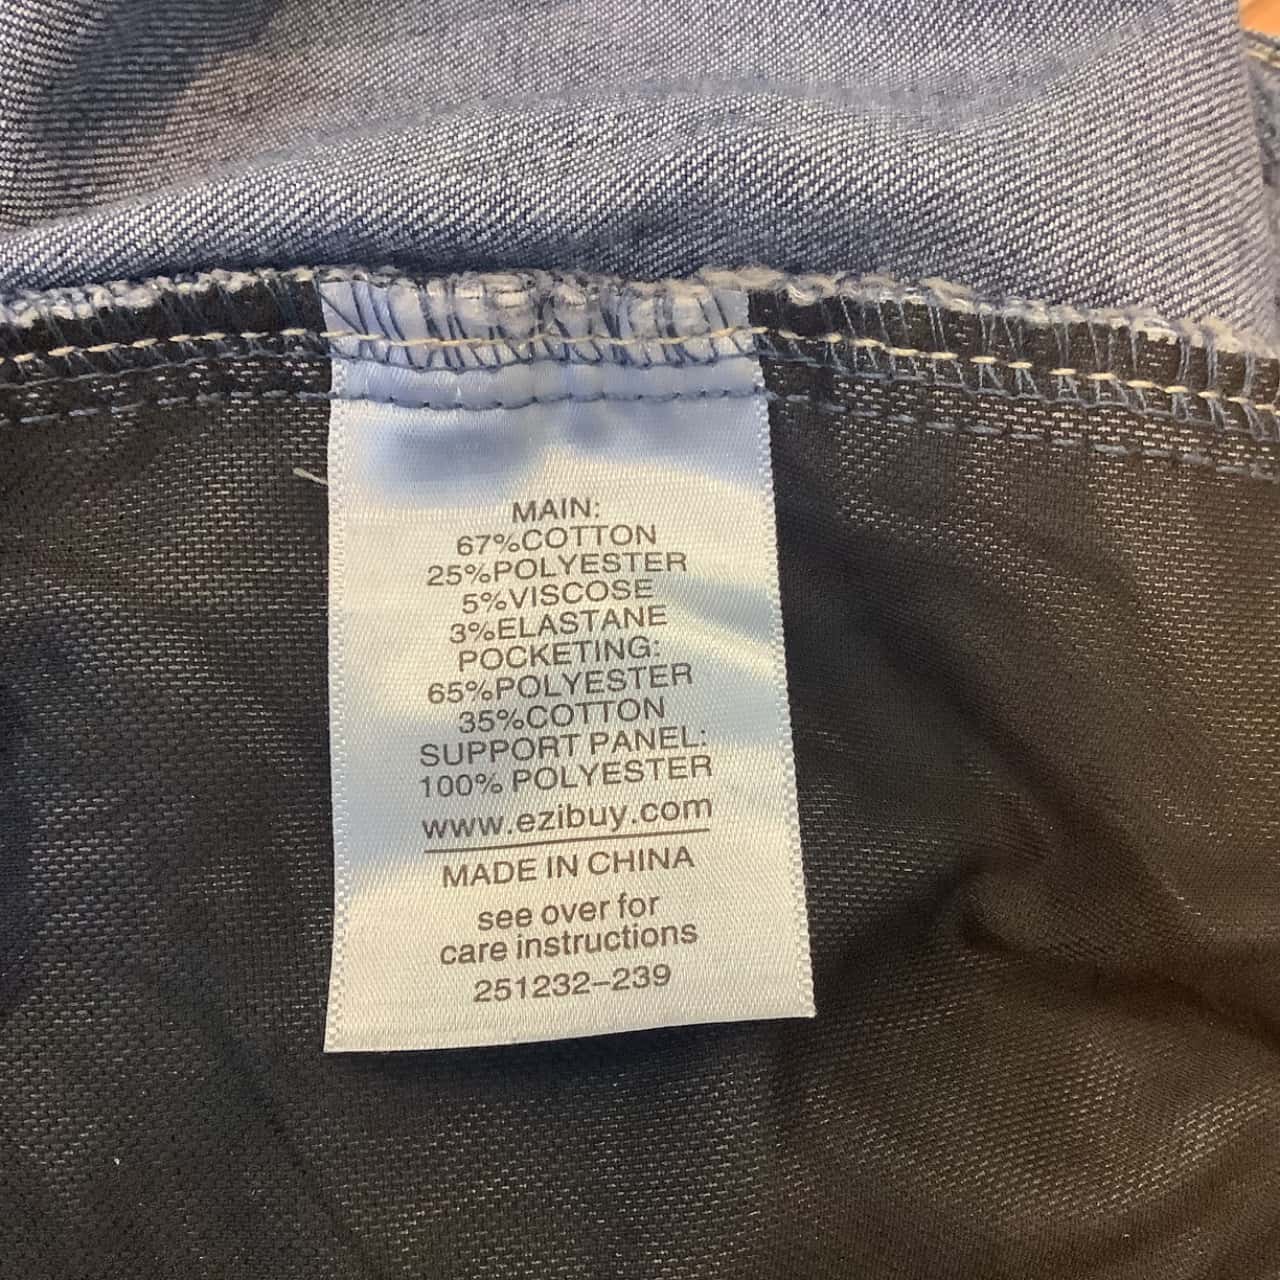 MAIN:
67%COTTON
25%POLYESTER
5%VISCOSE
3%ELASTANE
POCKETING:
65%POLYESTER
35%COTTON
SUPPORT PANEL:
100% POLYESTER
www.ezibuy.com
MADE IN CHINA
see over for
care instructions
251232-239